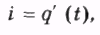 i = q′ (t),